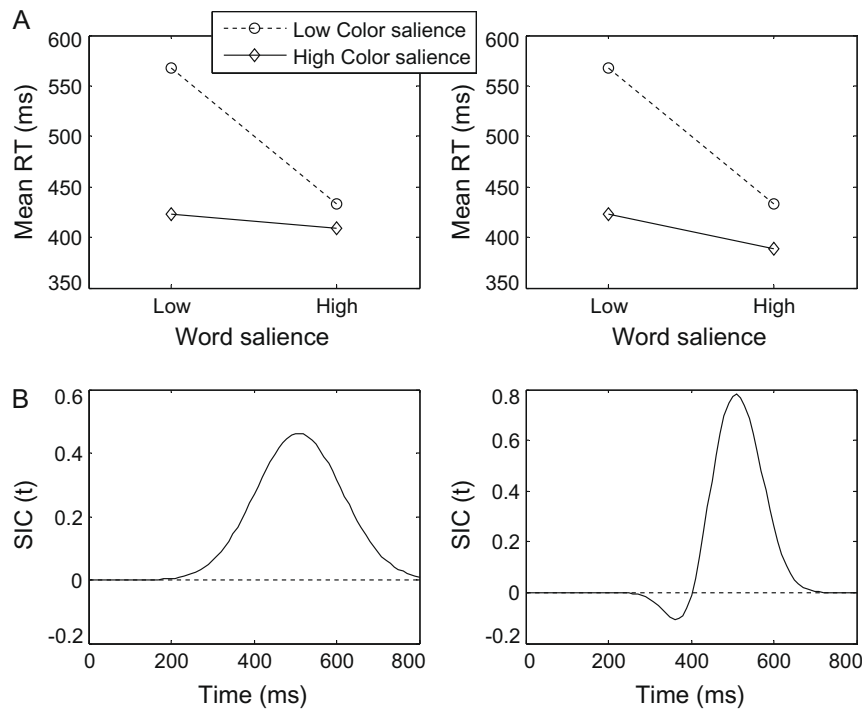 A
Low Color salience
High Color salience
Mean RT (ms)
600
550
500
450
400
350
Low High
Word salience
Mean RT (ms)
600
550
500
450
400
350
Low High
Word salience
B
SIC (t)
0.6
0.4
0.2
0
-0.2
0 200 400 600 800
Time (ms)
SIC (t)
0.8
0.6
0.4
0.2
0
-0.2
0 200 400 600 800
Time (ms)